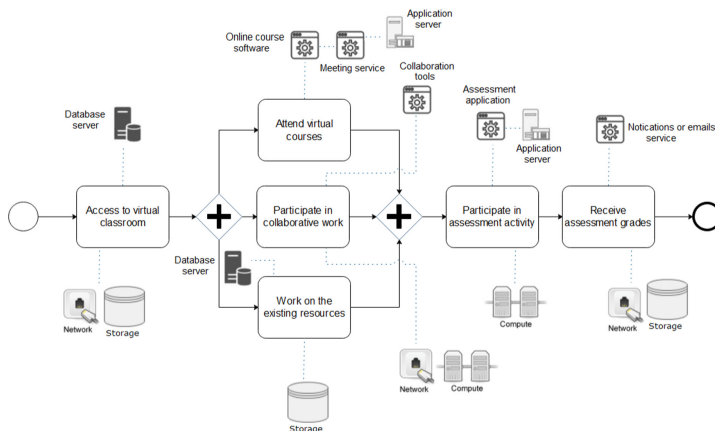 Online course
software
Meeting service
Application
server
Collaboration
tools
Database
server
Attend virtual
courses
Assessment
application
Application
server
Notications or emails
service
Access to virtual
classroom
Participate in
collaborative work
Participate in
assessment activity
Receive
assessment grades
Database
server
Work on the
existing resources
Network
Storage
Network
Compute
Compute
Network
Storage
Storage